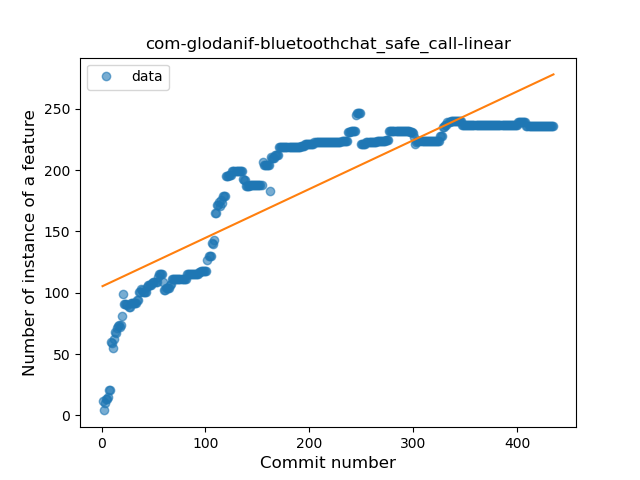 com-glodanif-bluetoothchat_safe_call-linear
data
Number of instance of a feature
250
200
150
100
50
0
0 100 200 300 400
Commit number